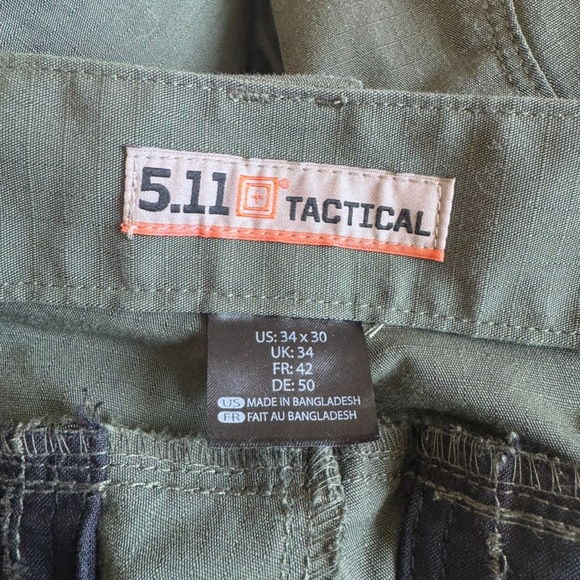 5.11 TACTICAL
US: 34 x 30
UK: 34
FR: 42
DE: 50
US MADE IN BANGLADESH
FR FAIT AU BANGLADESH